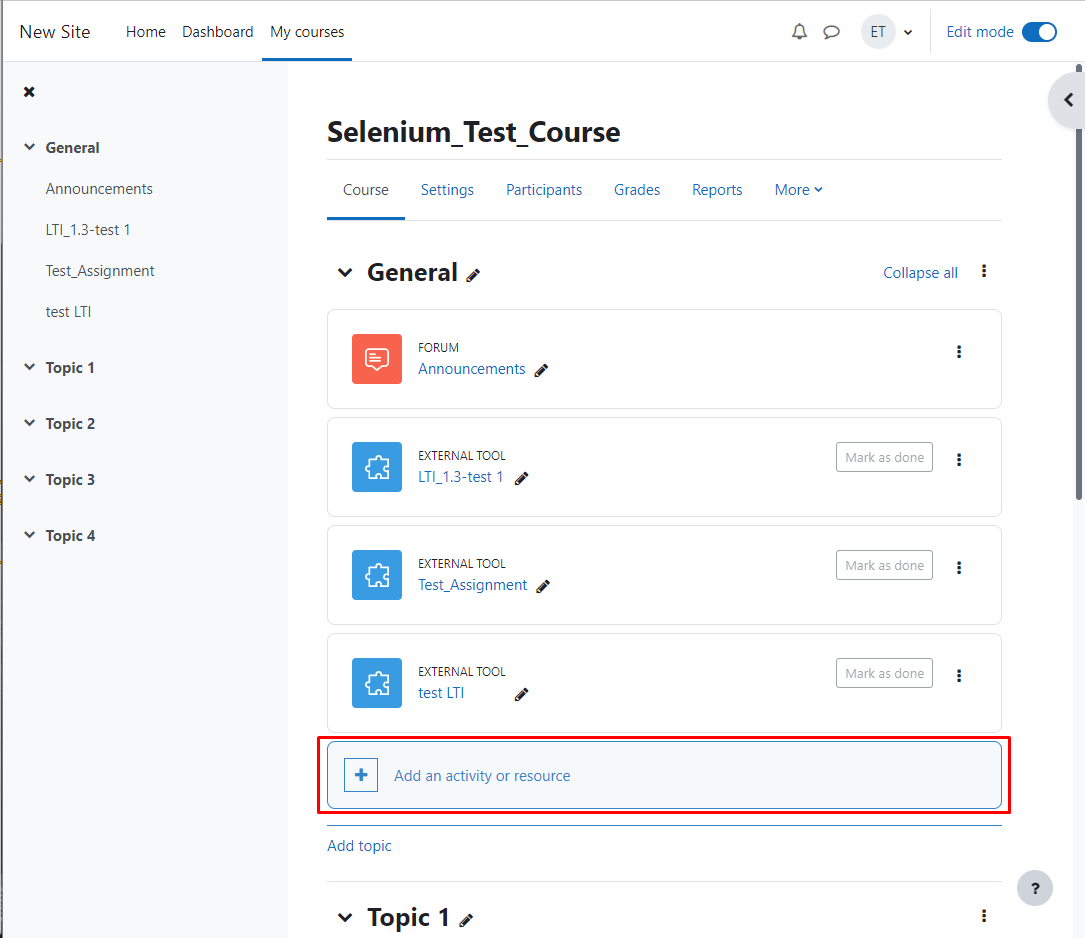 New Site Home Dashboard My courses ET Edit mode
General
Announcements
LTI_1.3-test 1
Test_Assignment
test LTI
Topic 1
Topic 2
Topic 3
Topic 4
Selenium_Test_Course
Course Settings Participants Grades Reports More
General Collapse all
FORUM
Announcements
EXTERNAL TOOL Mark as done
LTI_1.3-test 1
EXTERNAL TOOL Mark as done
Test_Assignment
EXTERNAL TOOL Mark as done
test LTI
+ Add an activity or resource
Add topic
?
Topic 1